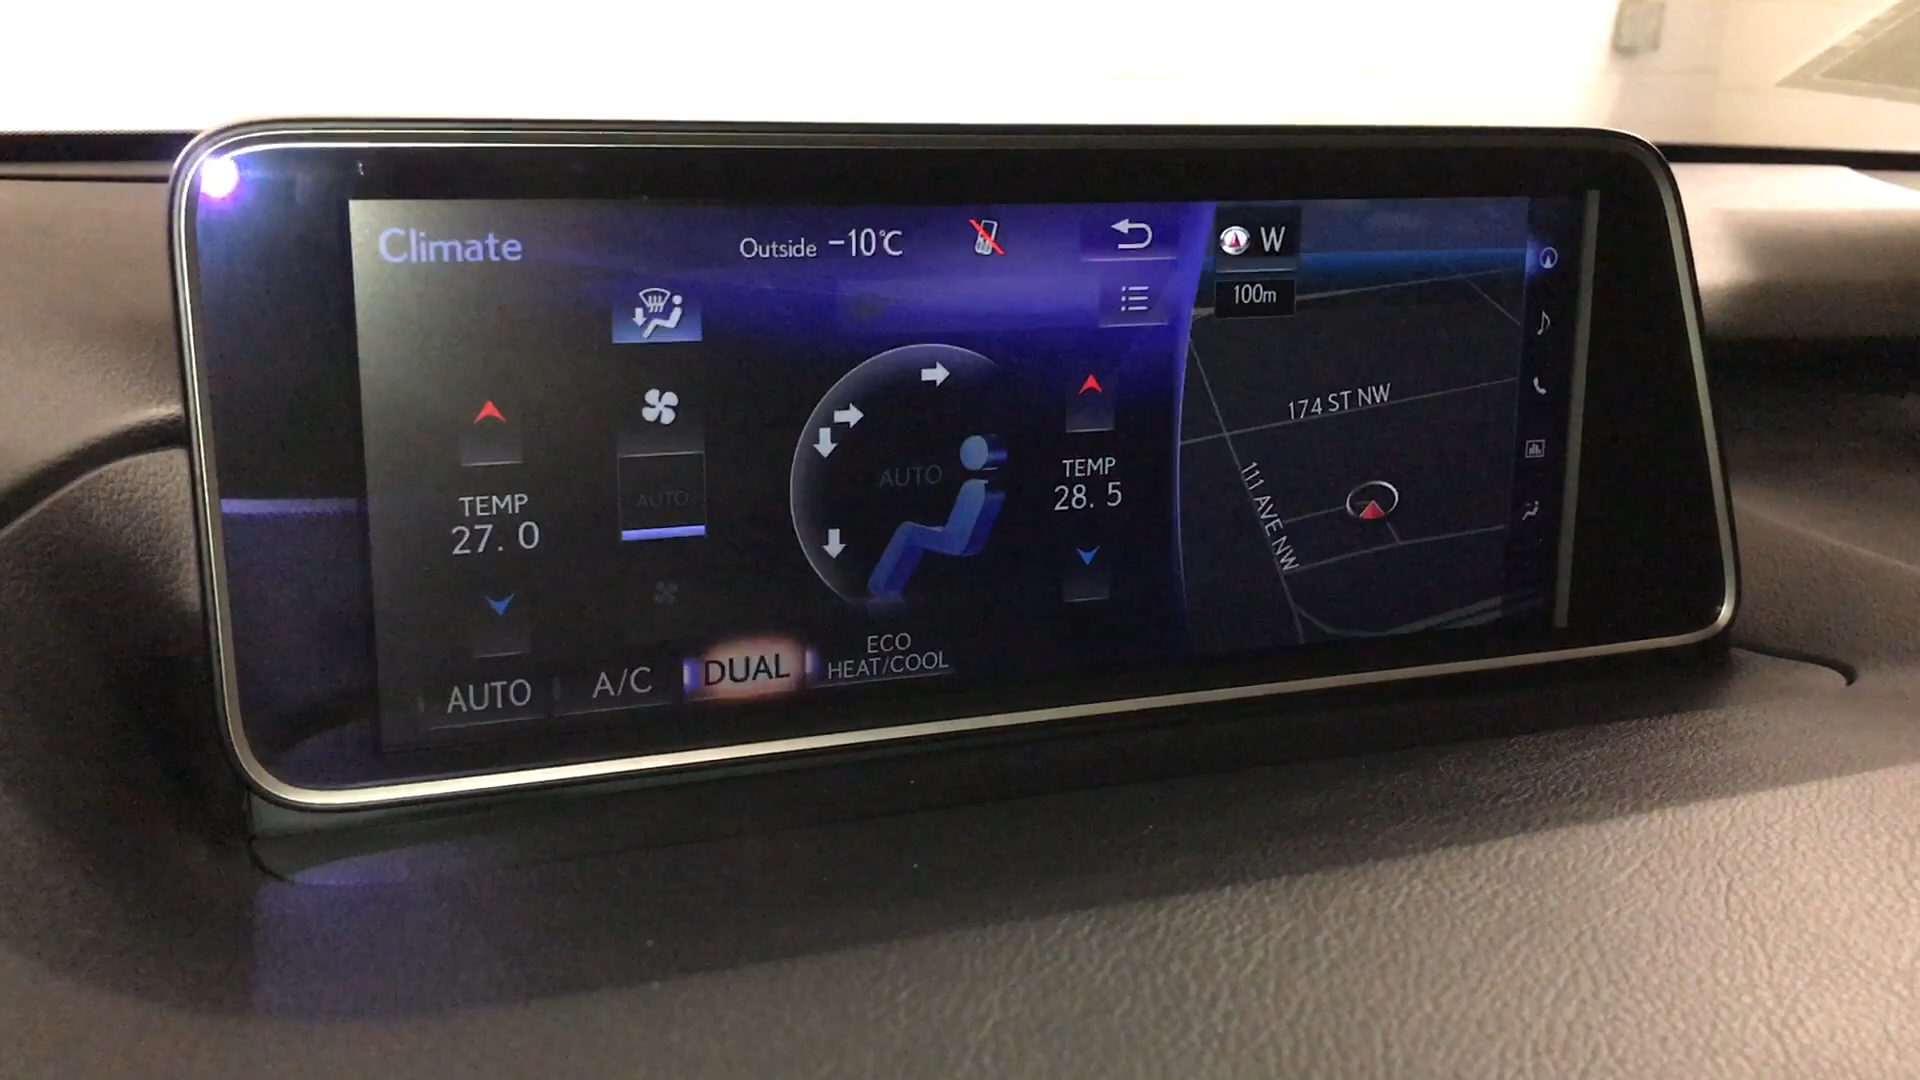 Climate
Outside -10℃
W
100m
TEMP
27.0
AUTO
AUTO
TEMP
28.5
174 ST NW
111 AVE NW
AUTO
A/C
DUAL
ECO
HEAT/COOL